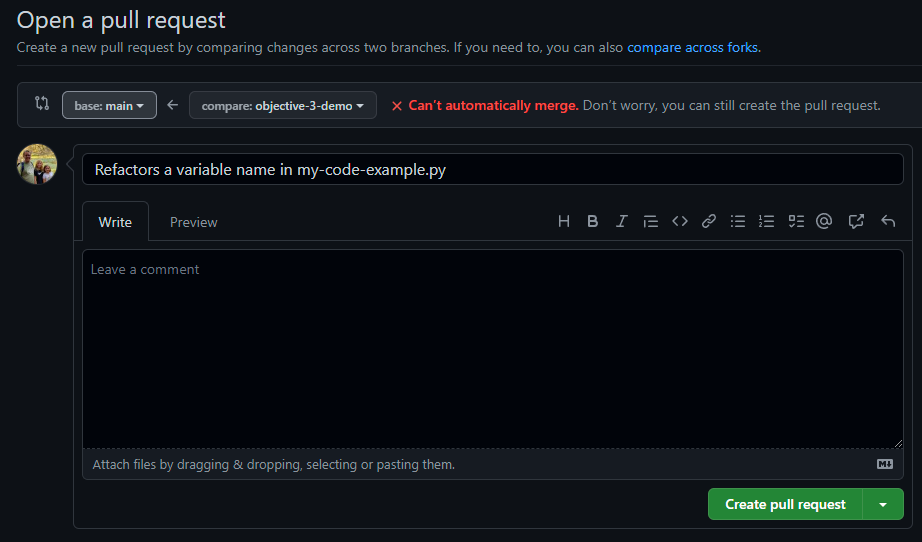 Open a pull request
Create a new pull request by comparing changes across two branches. If you need to, you can also compare across forks.
base: main ← compare: objective-3-demo × Can't automatically merge. Don't worry, you can still create the pull request.
Refactors a variable name in my-code-example.py
Write Preview H B I <> @
Leave a comment
Attach files by dragging & dropping, selecting or pasting them.
Create pull request